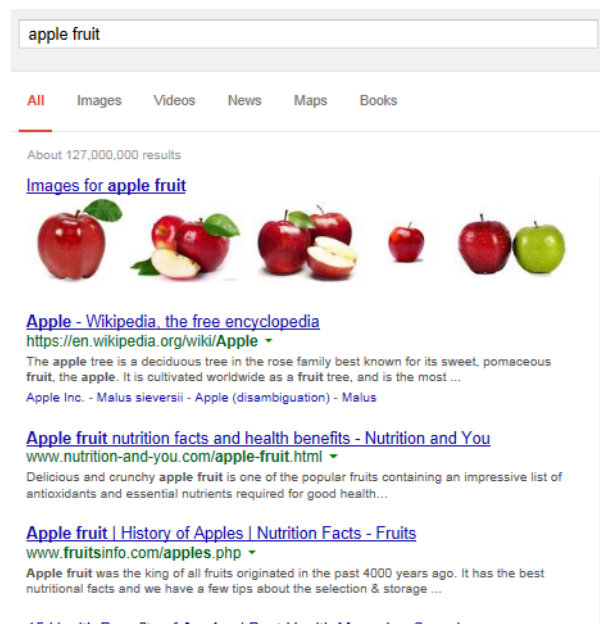 apple fruit
All Images Videos News Maps Books
About 127,000,000 results
Images for apple fruit
Apple - Wikipedia, the free encyclopedia
https://en.wikipedia.org/wiki/Apple
The apple tree is a deciduous tree in the rose family best known for its sweet, pomaceous
fruit, the apple. It is cultivated worldwide as a fruit tree, and is the most ...
Apple Inc. - Malus sieversii - Apple (disambiguation) - Malus
Apple fruit nutrition facts and health benefits - Nutrition and You
www.nutrition-and-you.com/apple-fruit.html
Delicious and crunchy apple fruit is one of the popular fruits containing an impressive list of
antioxidants and essential nutrients required for good health...
Apple fruit | History of Apples | Nutrition Facts - Fruits
www.fruitsinfo.com/apples.php
Apple fruit was the king of all fruits originated in the past 4000 years ago. It has the best
nutritional facts and we have a few tips about the selection & storage ...